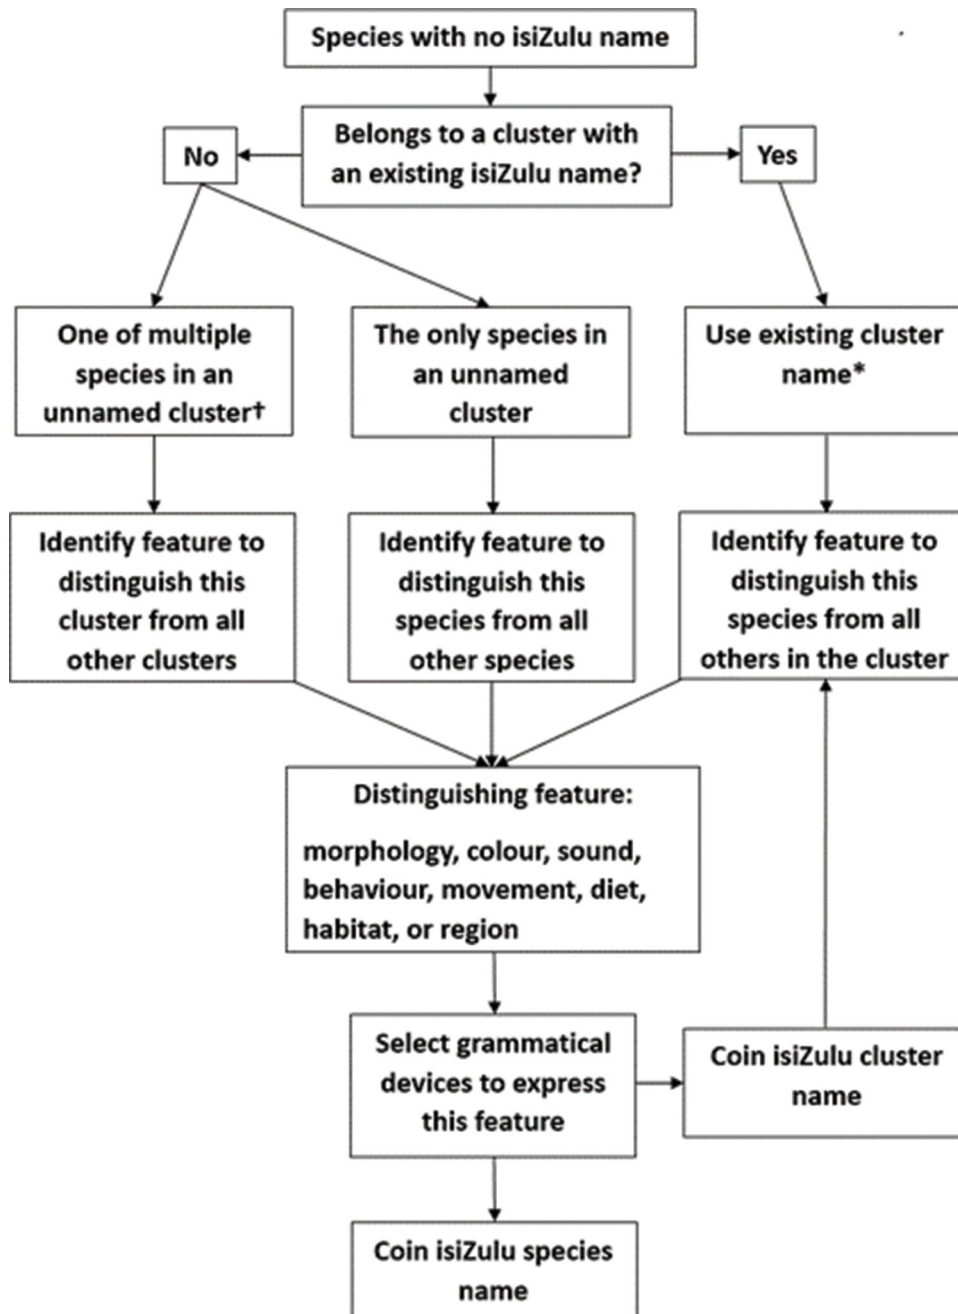 Species with no isiZulu name
Belongs to a cluster with
an existing isiZulu name?
No
Yes
One of multiple
species in an
unnamed cluster†
The only species in
an unnamed
cluster
Use existing cluster
name*
Identify feature to
distinguish this
cluster from all
other clusters
Identify feature to
distinguish this
species from all
other species
Identify feature to
distinguish this
species from all
others in the cluster
Distinguishing feature:
morphology, colour, sound,
behaviour, movement, diet,
habitat, or region
Select grammatical
devices to express
this feature
Coin isiZulu cluster
name
Coin isiZulu species
name